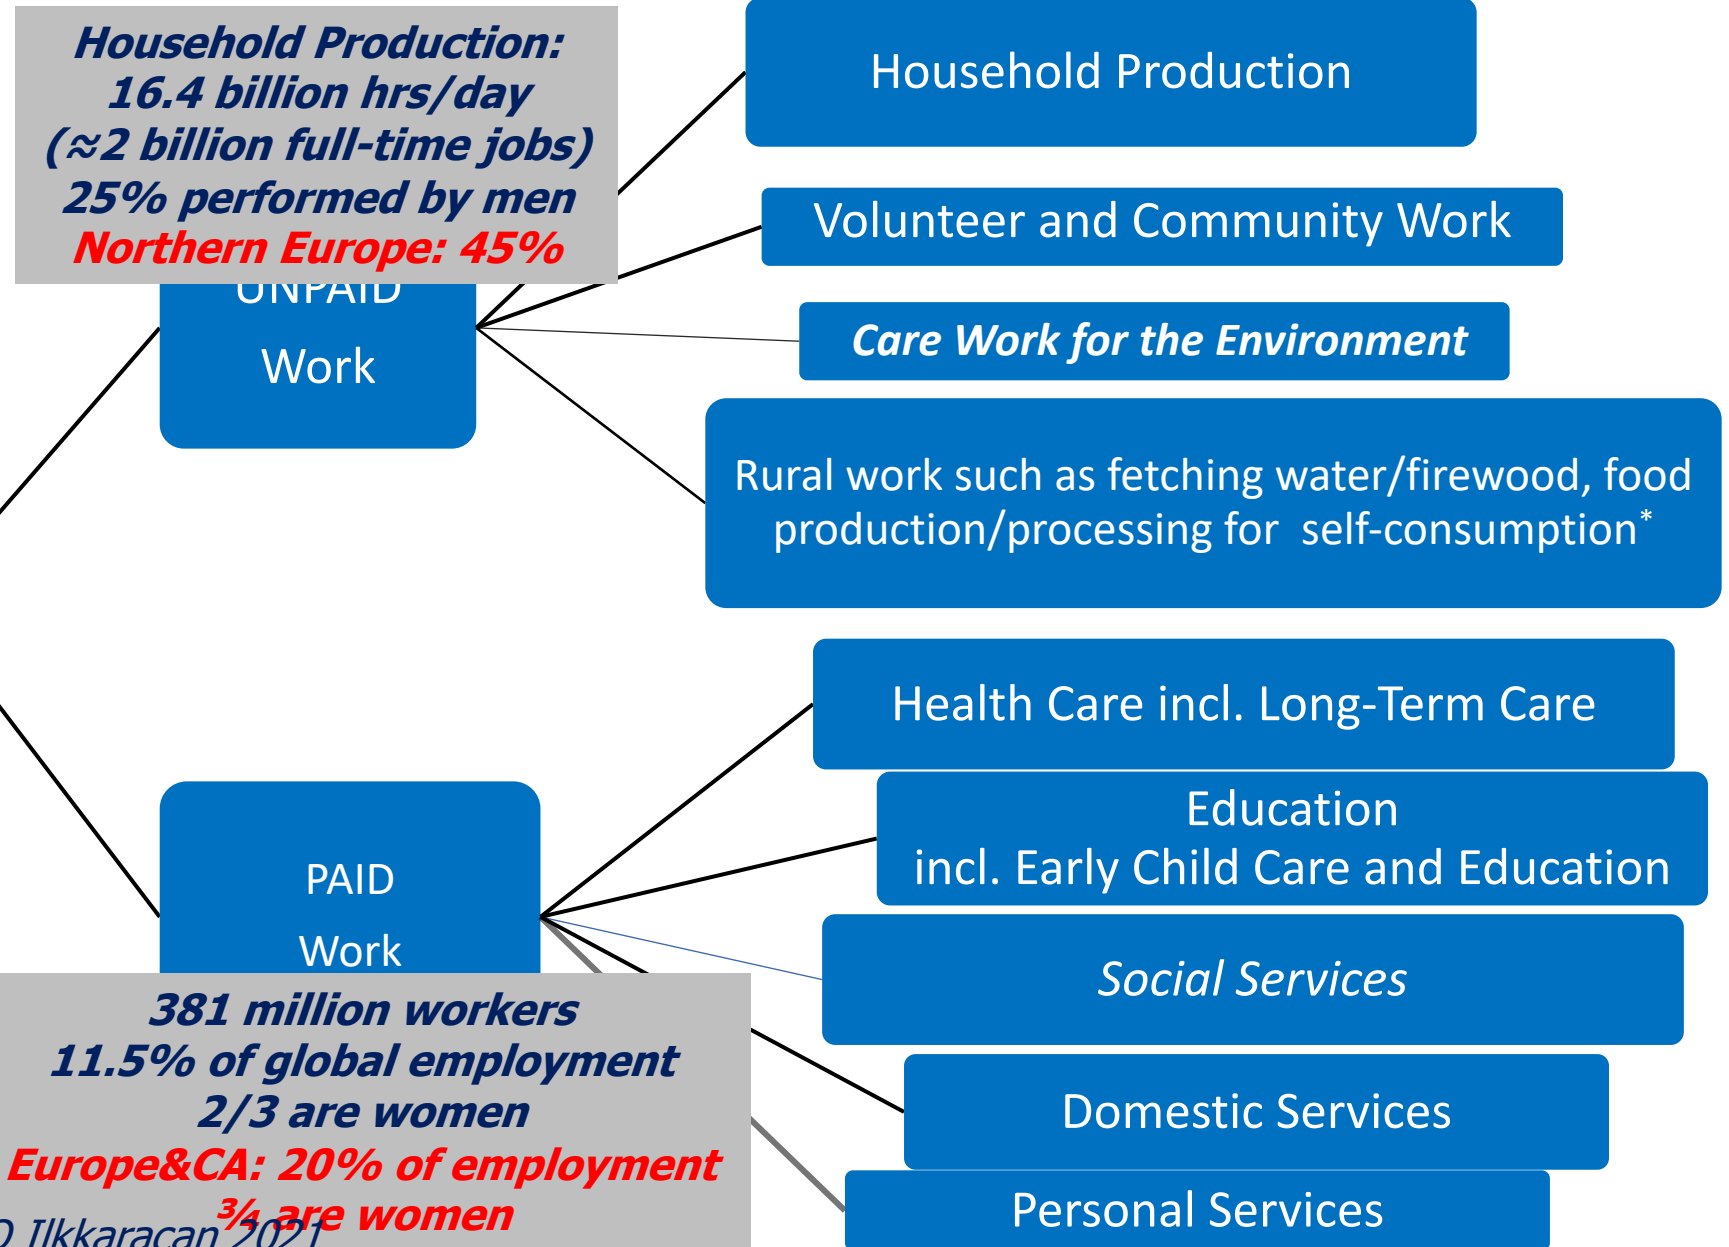 Household Production:
16.4 billion hrs/day
(≈2 billion full-time jobs)
25% performed by men
Northern Europe: 45%
UNPAID
Work
Household Production
Volunteer and Community Work
Care Work for the Environment
Rural work such as fetching water/firewood, food
production/processing for self-consumption*
PAID
Work
381 million workers
11.5% of global employment
2/3 are women
Europe&CA: 20% of employment
¾ are women
Ilkkaracan 2021
Health Care incl. Long-Term Care
Education
incl. Early Child Care and Education
Social Services
Domestic Services
Personal Services